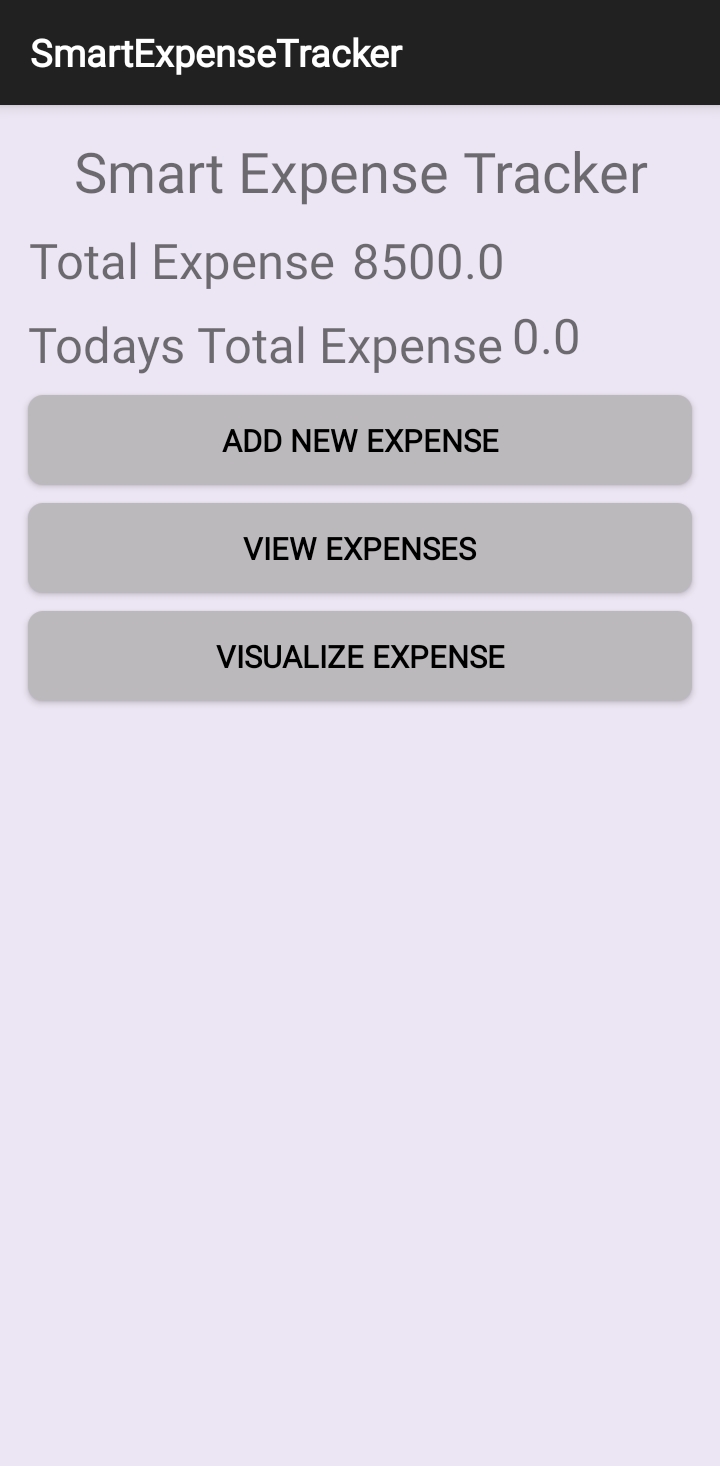 SmartExpenseTracker
Smart Expense Tracker
Total Expense 8500.0
Todays Total Expense 0.0
ADD NEW EXPENSE
VIEW EXPENSES
VISUALIZE EXPENSE